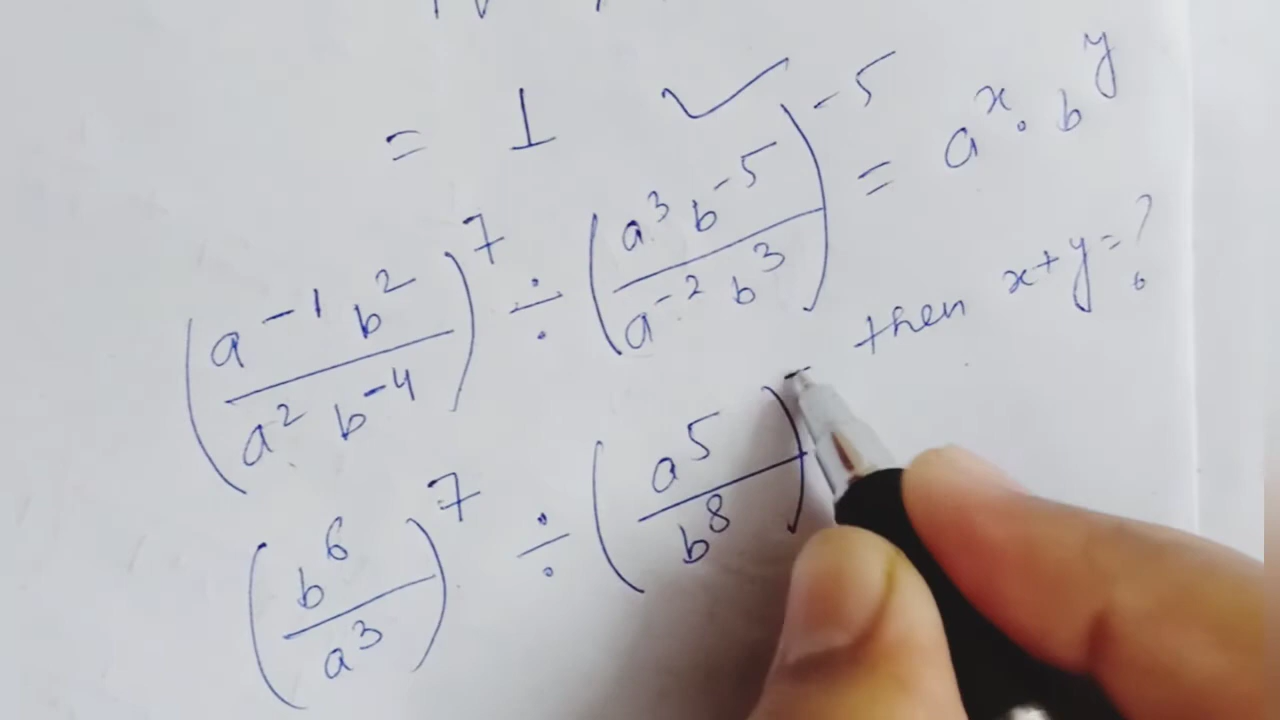 = 1 ✓
(a^-1 b^2 / a^2 b^-4)^7 ÷ (a^3 b^-5 / a^-2 b^3)^-5 = a^x . b^y
then x+y=?
(b^6 / a^3)^7 ÷ (a^5 / b^8)^-